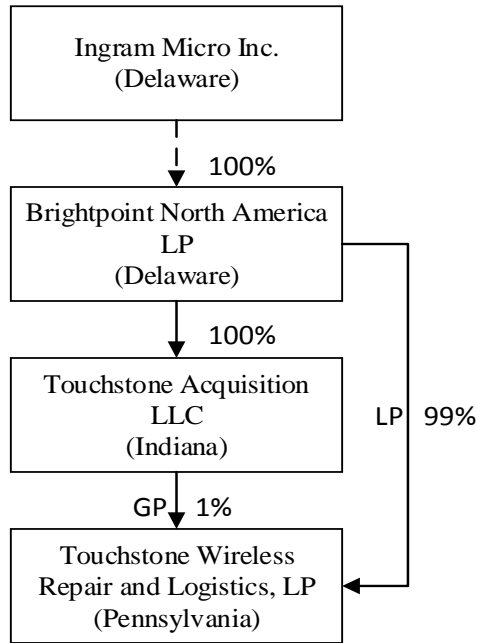 Ingram Micro Inc.
(Delaware)
100%
Brightpoint North America
LP
(Delaware)
100%
Touchstone Acquisition
LLC
(Indiana)
LP 99%
GP 1%
Touchstone Wireless
Repair and Logistics, LP
(Pennsylvania)